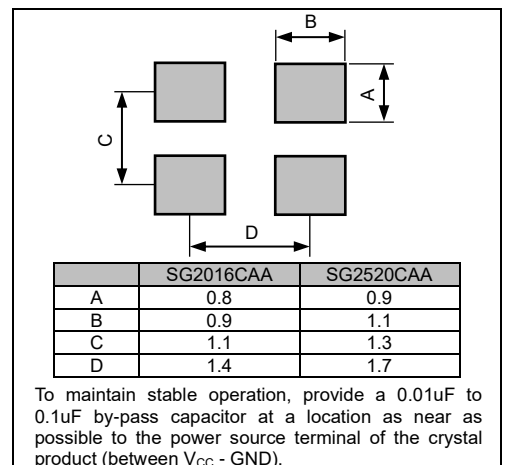 B
A
C
D
SG2016CAA SG2520CAA
A 0.8 0.9
B 0.9 1.1
C 1.1 1.3
D 1.4 1.7
To maintain stable operation, provide a 0.01uF to
0.1uF by-pass capacitor at a location as near as
possible to the power source terminal of the crystal
product (between VCC - GND).